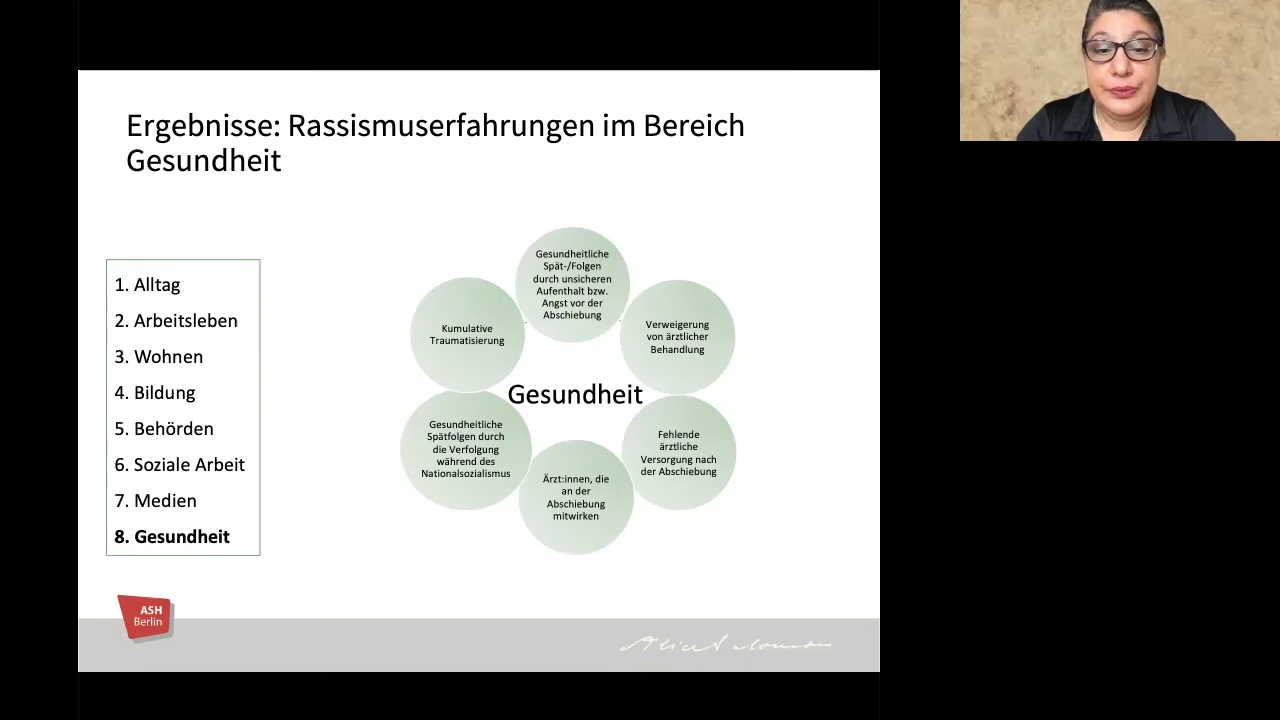 Ergebnisse: Rassismuserfahrungen im Bereich
Gesundheit
1. Alltag
2. Arbeitsleben
3. Wohnen
4. Bildung
5. Behörden
6. Soziale Arbeit
7. Medien
8. Gesundheit
Gesundheitliche
Spät-/Folgen
durch unsicheren
Aufenthalt bzw.
Angst vor der
Abschiebung
Verweigerung
von ärztlicher
Behandlung
Fehlende
ärztliche
Versorgung nach
der Abschiebung
Ärzt:innen, die
an der
Abschiebung
mitwirken
Gesundheitliche
Spätfolgen durch
die Verfolgung
während des
Nationalsozialismus
Kumulative
Traumatisierung
Gesundheit
ASH
Berlin
Alice Salomon